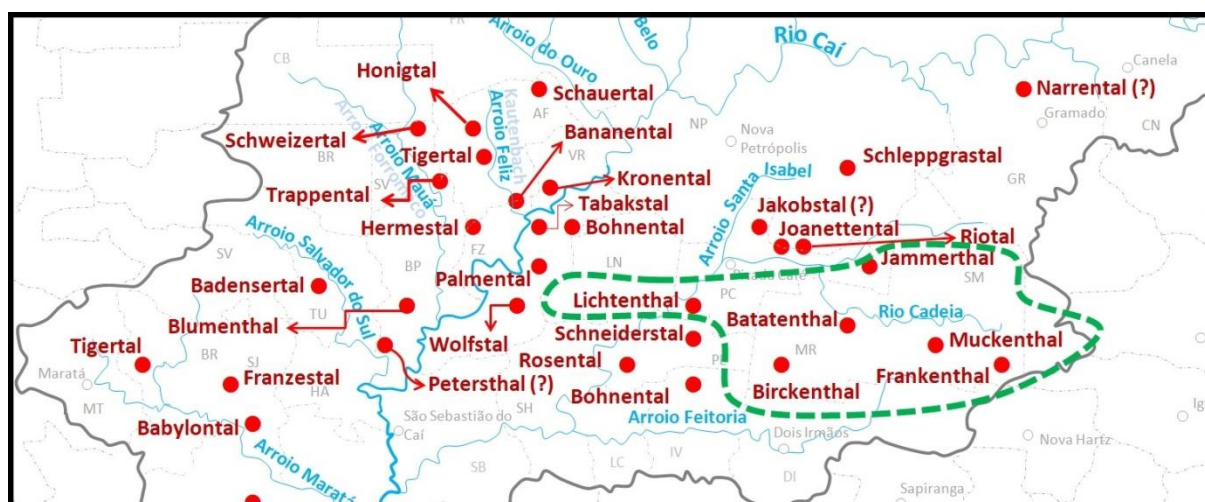 PR
Arroio do Ouro
Belo
Rio Caí
Canela
CB
Honigtal
Schauertal
AF
Narrental (?)
Gramado
CN
Kautenbach
Arroio Feliz
Bananental
NP
Nova
Petrópolis
Schweizertal
BR
Arroio Forromeco
Arroio Mauá
Tigertal
VR
Schleppgrastal
SV
Isabel
Arroio Santa
Kronental
GR
Trappental
Tabakstal
Jakobstal (?)
Joanettental
Riotal
Hermestal
Bohnental
FZ
Arroio Salvador do Sul
SV
BP
LN
Palmental
Picada Café
Jammerthal
SM
Badensertal
PC
Lichtenthal
TU
Blumenthal
Batatenthal
Rio Cadeia
Wolfstal
Schneiderstal
Muckenthal
Tigertal
BR
SJ
Rosental
MR
Maratá
Franzestal
HA
Petersthal (?)
Bohnental
Birckenthal
Frankenthal
MT
SH
São Sebastião do
Caí
Arroio Feitoria
Babylontal
Arroio Maratá
Dois Irmãos
Nova Hartz
SB
LC
IV
DI
Sapiranga